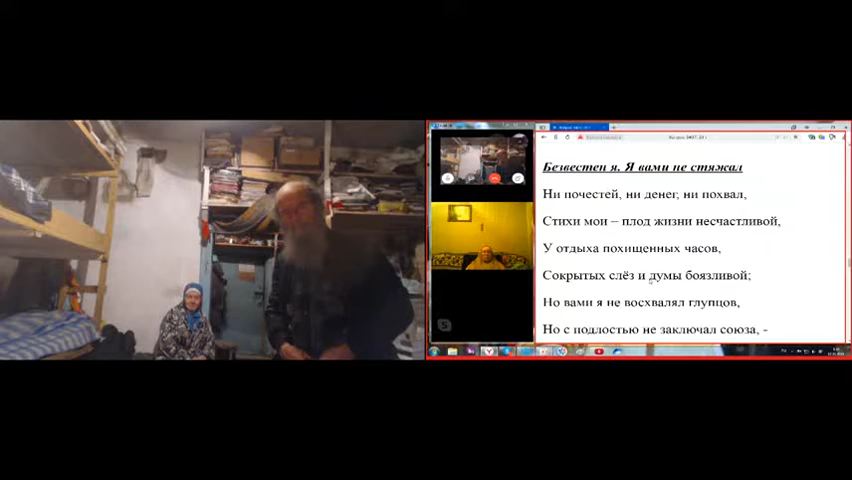 Безвестен я. Я вами не стяжал
Ни почестей, ни денег, ни похвал,
Стихи мои – плод жизни несчастливой,
У отдыха похищенных часов,
Сокрытых слёз и думы боязливой;
Но вами я не восхвалял глупцов,
Но с подлостью не заключал союза, -